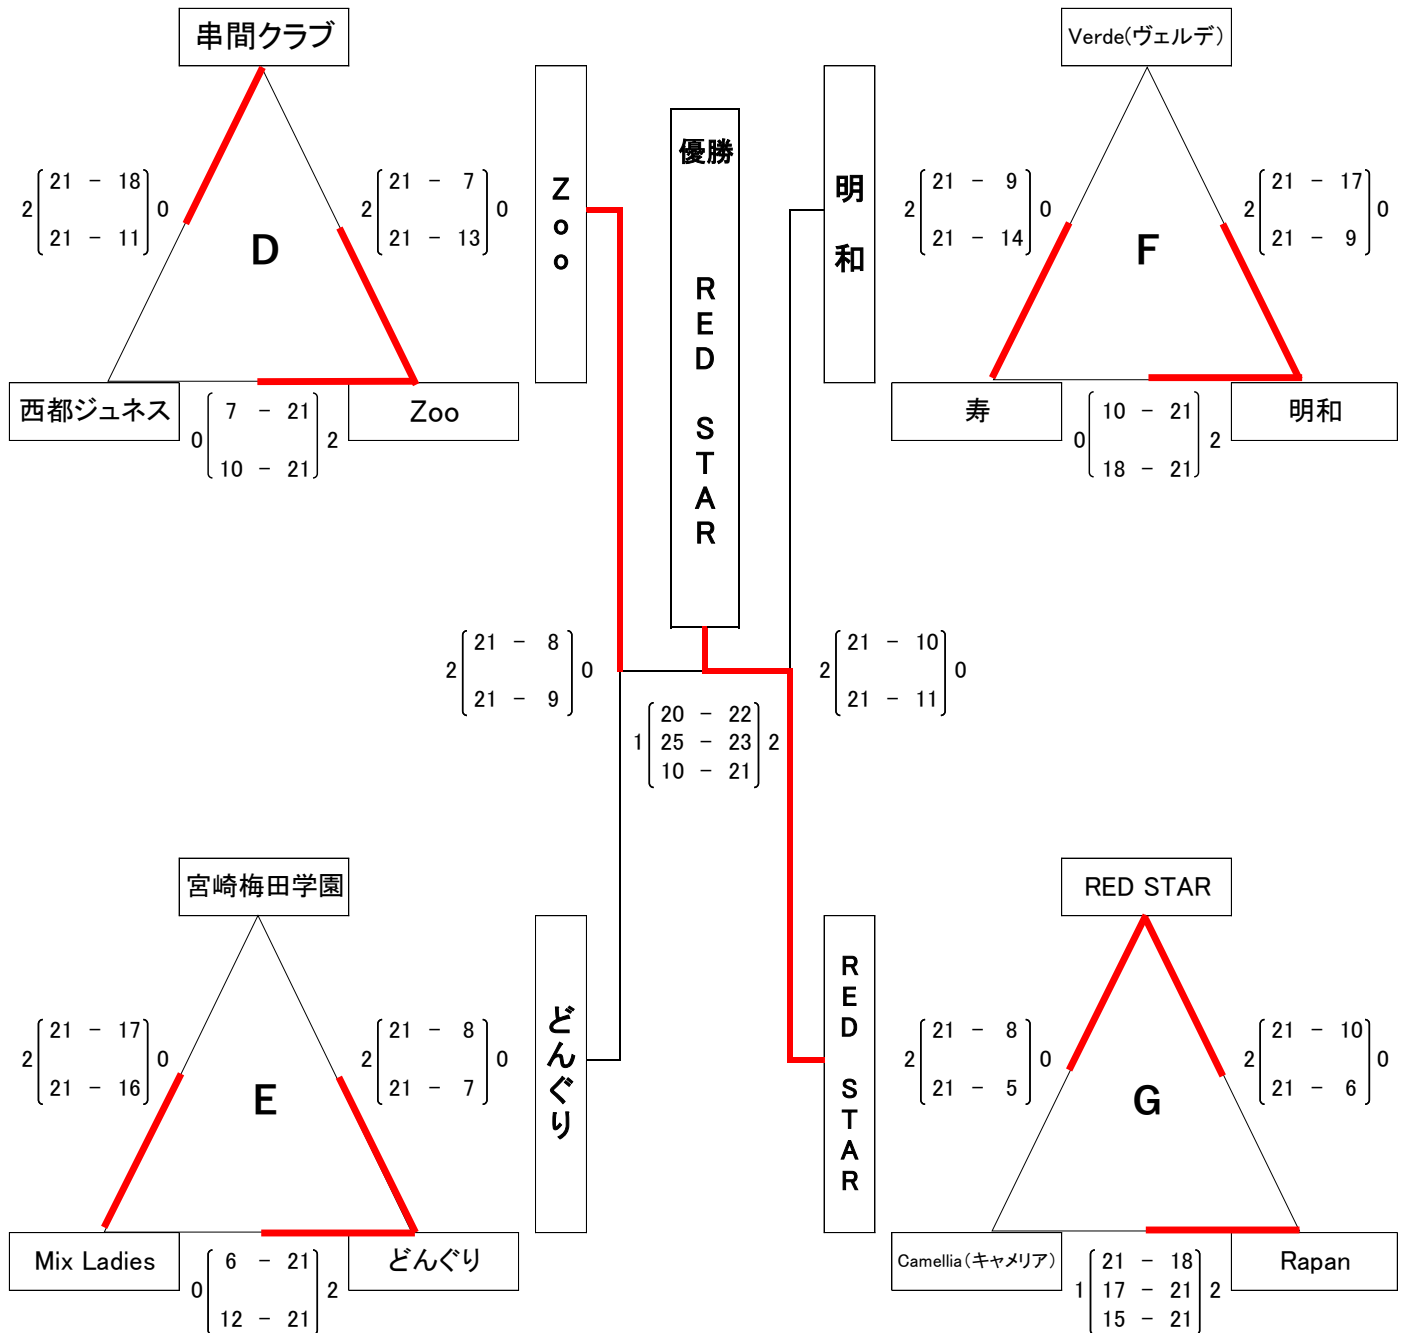 串間クラブ
21 - 18
2 0
21 - 11
21 - 7
2 0
21 - 13
D
西都ジュネス
7 - 21
0 2
10 - 21
Zoo
Zoo
優勝
RED STAR
明和
Verde(ヴェルデ)
21 - 9
2 0
21 - 14
21 - 17
2 0
21 - 9
F
寿
10 - 21
0 2
18 - 21
明和
21 - 8
2 0
21 - 9
20 - 22
1 25 - 23 2
10 - 21
21 - 10
2 0
21 - 11
宮崎梅田学園
21 - 17
2 0
21 - 16
21 - 8
2 0
21 - 7
E
Mix Ladies
6 - 21
0 2
12 - 21
どんぐり
どんぐり
RED STAR
RED STAR
21 - 8
2 0
21 - 5
21 - 10
2 0
21 - 6
G
Camellia(キャメリア)
21 - 18
1 17 - 21 2
15 - 21
Rapan